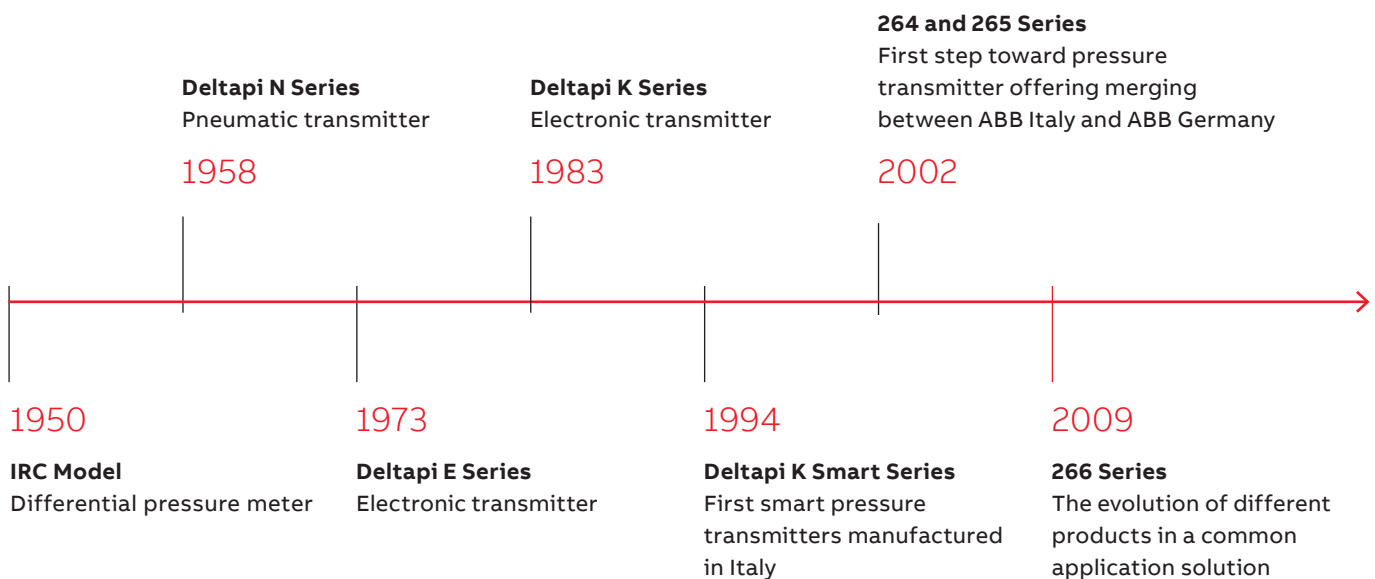 264 and 265 Series
First step toward pressure
transmitter offering merging
between ABB Italy and ABB Germany
2002
Deltapi N Series
Pneumatic transmitter
1958
Deltapi K Series
Electronic transmitter
1983
1950
IRC Model
Differential pressure meter
1973
Deltapi E Series
Electronic transmitter
1994
Deltapi K Smart Series
First smart pressure
transmitters manufactured
in Italy
2009
266 Series
The evolution of different
products in a common
application solution